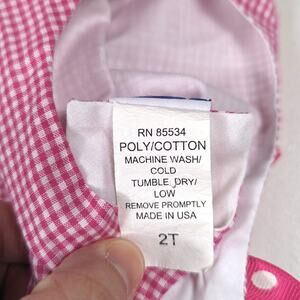 RN 85534
POLY/COTTON
MACHINE WASH/
COLD
TUMBLE DRY/
LOW
REMOVE PROMPTLY
MADE IN USA
2T